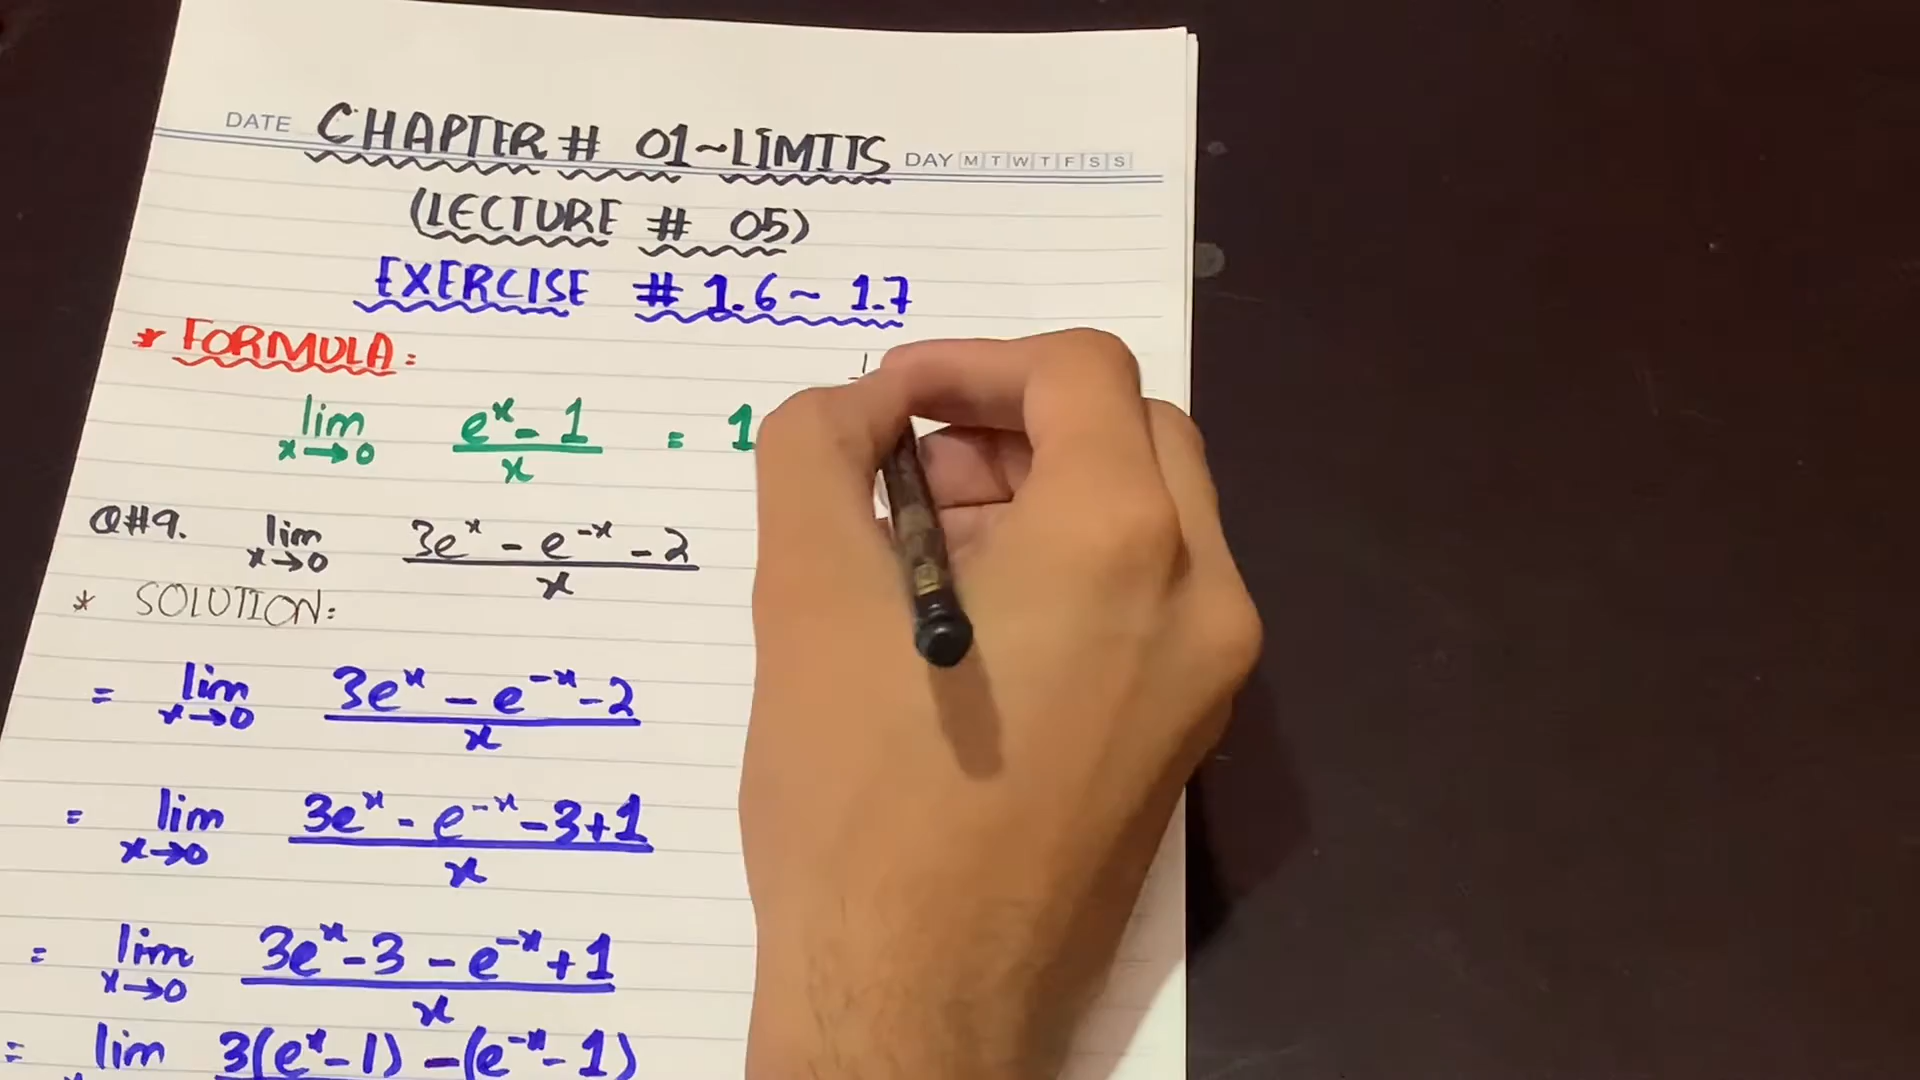 DATE CHAPTER # 01~LIMITS DAY M T W T F S S
(LECTURE # 05)
EXERCISE # 1.6 ~ 1.7
* FORMULA:
lim x→0 (e^x - 1)/x = 1
Q#9. lim x→0 (3e^x - e^-x - 2)/x
* SOLUTION:
= lim x→0 (3e^x - e^-x - 2)/x
= lim x→0 (3e^x - e^-x - 3+1)/x
= lim x→0 (3e^x - 3 - e^-x + 1)/x
= lim 3(e^x - 1) - (e^-x - 1)